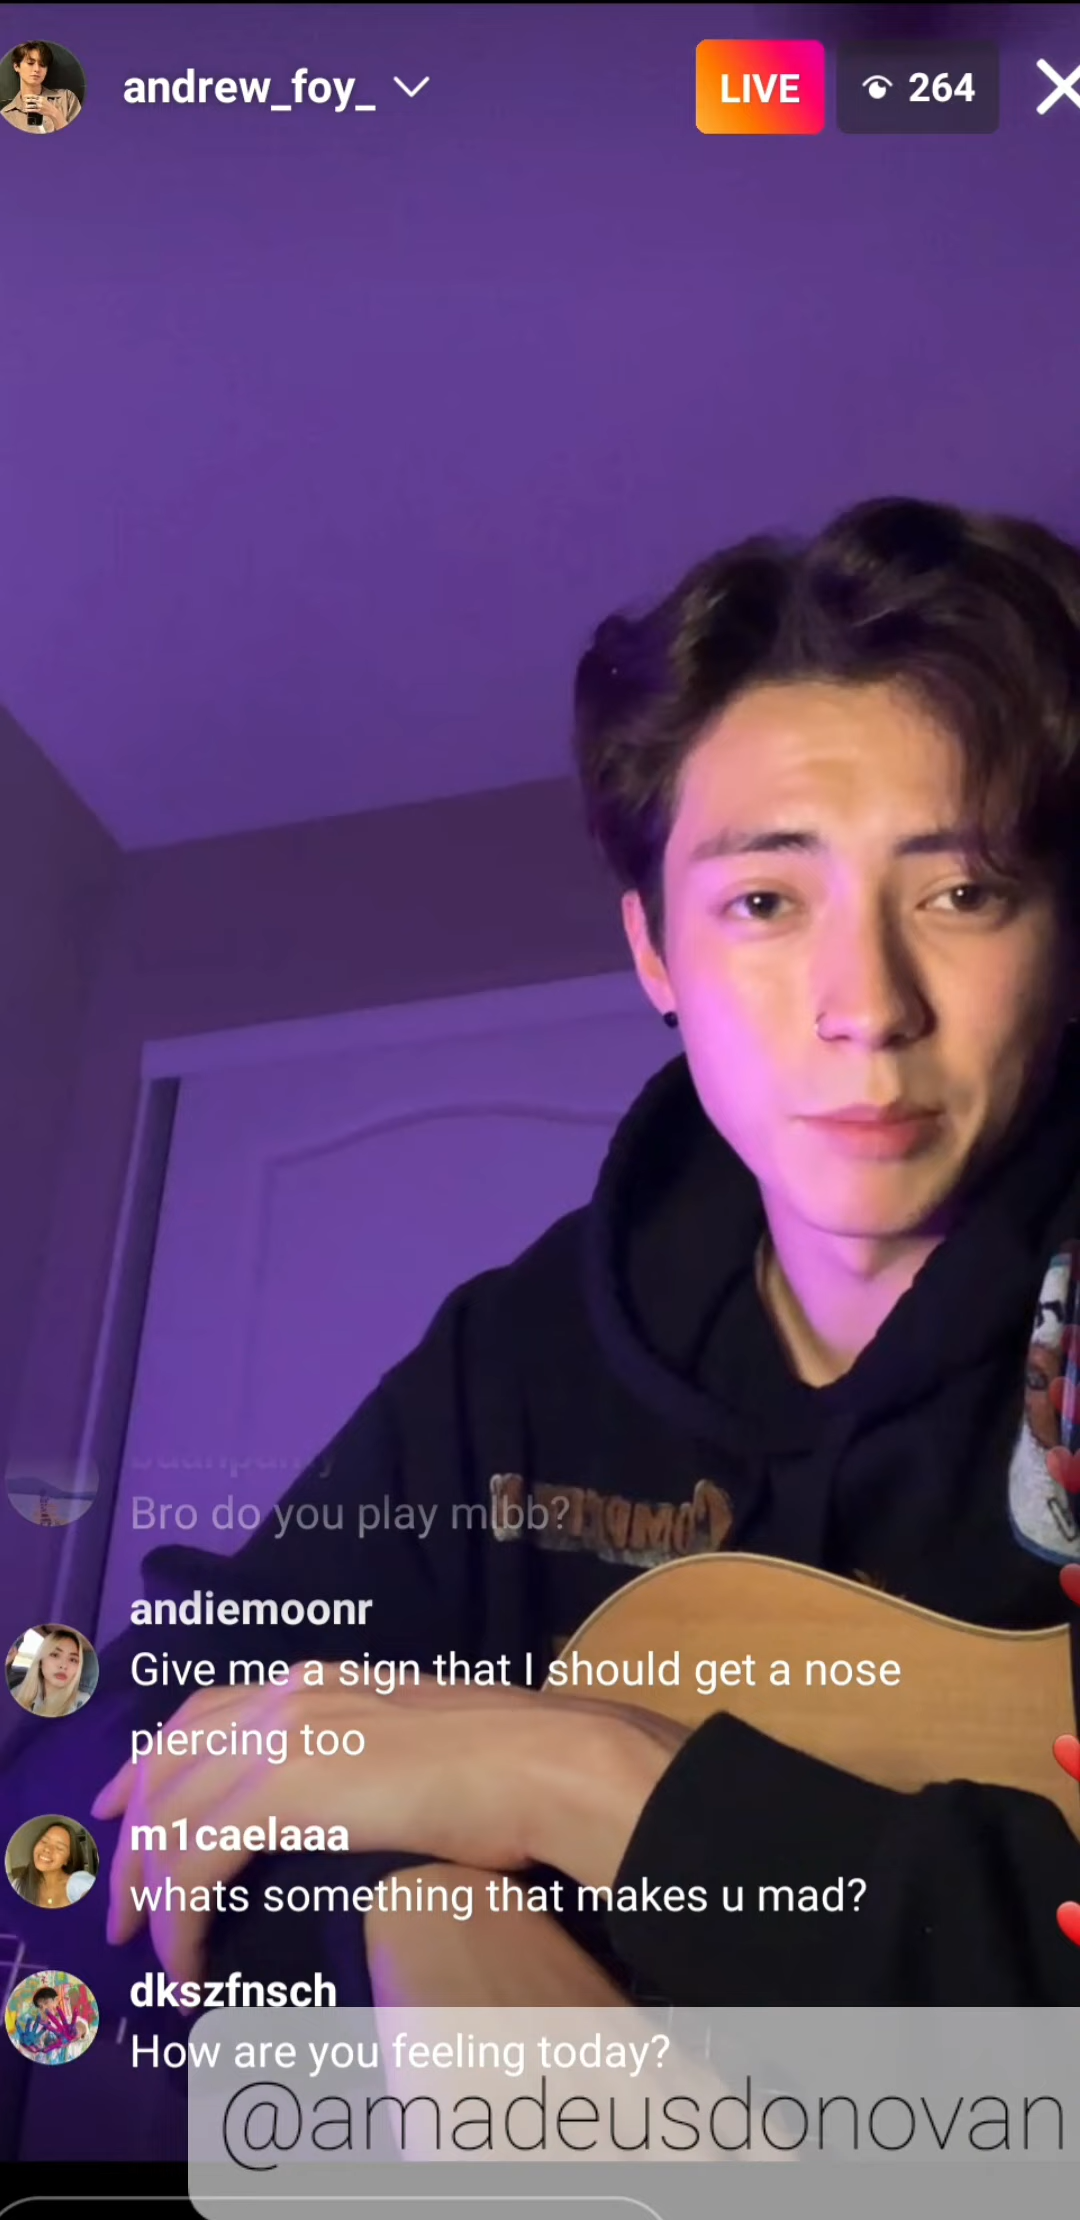 andrew_foy_
LIVE
264
Bro do you play mlbb?
andiemoonr
Give me a sign that I should get a nose
piercing too
m1caelaaa
whats something that makes u mad?
dkszfnsch
How are you feeling today?
@amadeusdonovan